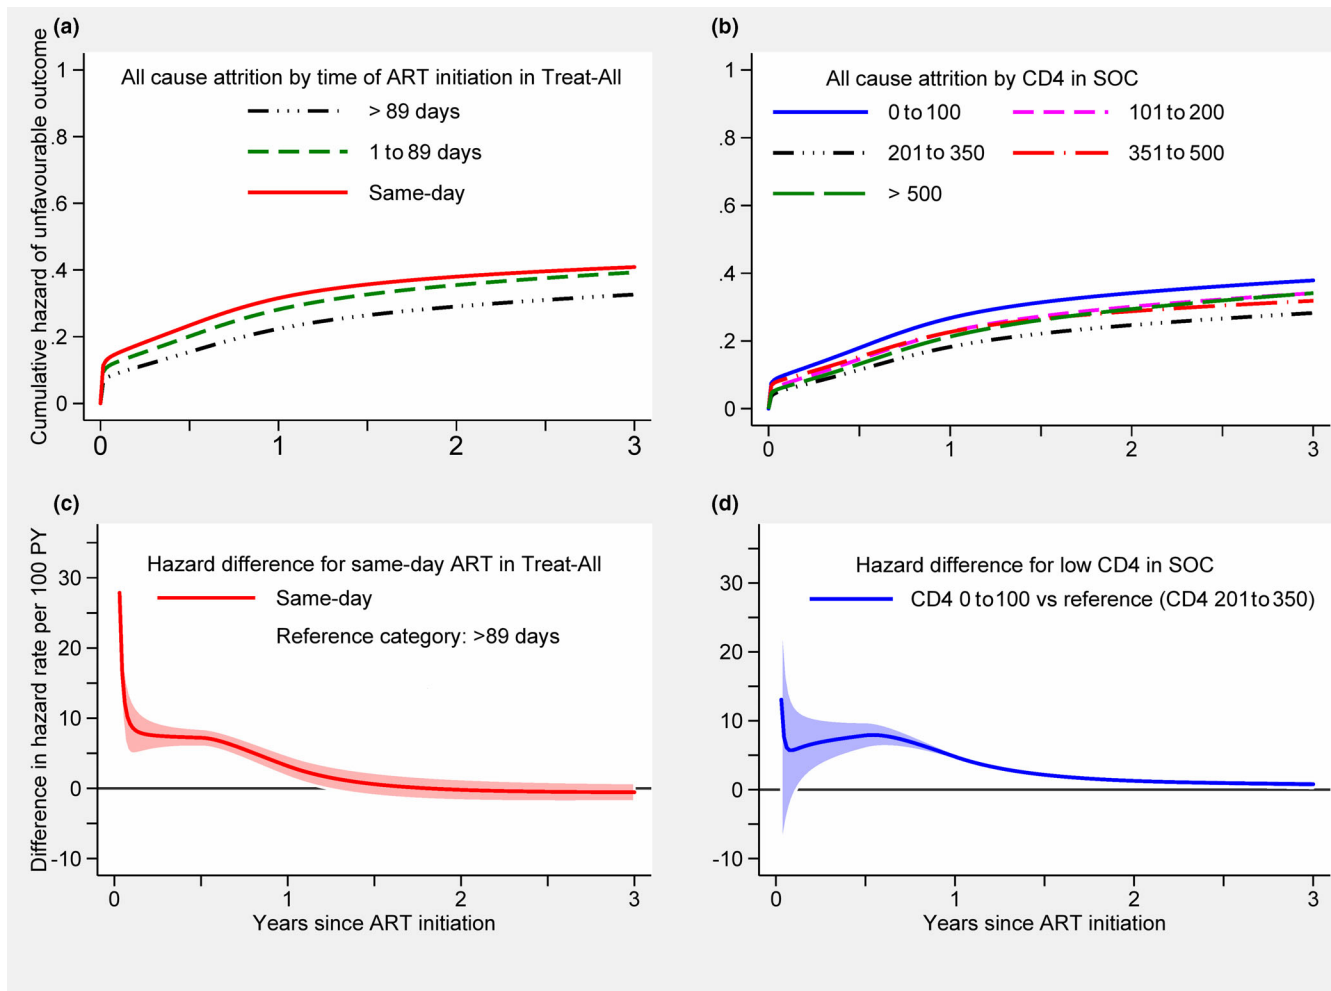 (a)
Cumulative hazard of unfavourable outcome
All cause attrition by time of ART initiation in Treat-All
> 89 days
1 to 89 days
Same-day
1
.8
.6
.4
.2
0
0 1 2 3
(b)
All cause attrition by CD4 in SOC
0 to 100 101 to 200
201 to 350 351 to 500
> 500
1
.8
.6
.4
.2
0
0 1 2 3
(c)
Difference in hazard rate per 100 PY
Hazard difference for same-day ART in Treat-All
Same-day
Reference category: >89 days
30
20
10
0
-10
0 1 2 3
Years since ART initiation
(d)
Hazard difference for low CD4 in SOC
CD4 0 to 100 vs reference (CD4 201 to 350)
30
20
10
0
-10
0 1 2 3
Years since ART initiation